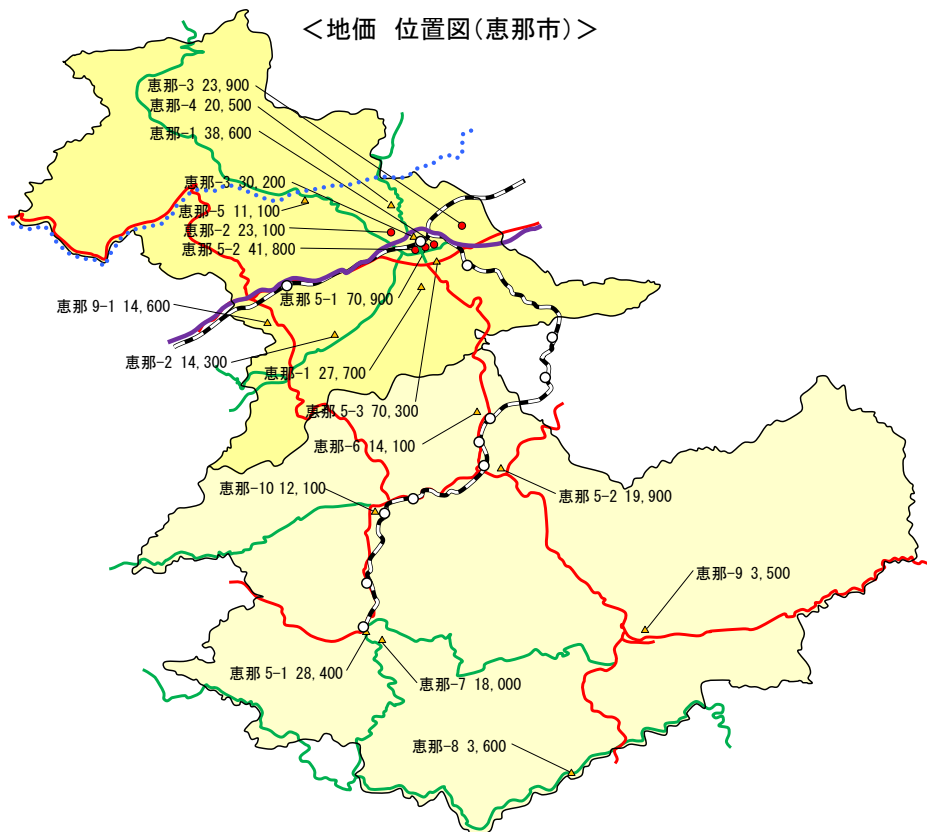 ＜地価 位置図(恵那市)＞
恵那-3 23,900
恵那-4 20,500
恵那-1 38,600
恵那-3 30,200
恵那-5 11,100
恵那-2 23,100
恵那 5-2 41,800
恵那 5-1 70,900
恵那 9-1 14,600
恵那-2 14,300
恵那-1 27,700
恵那 5-3 70,300
恵那-6 14,100
恵那-10 12,100
恵那 5-2 19,900
恵那-9 3,500
恵那 5-1 28,400
恵那-7 18,000
恵那-8 3,600